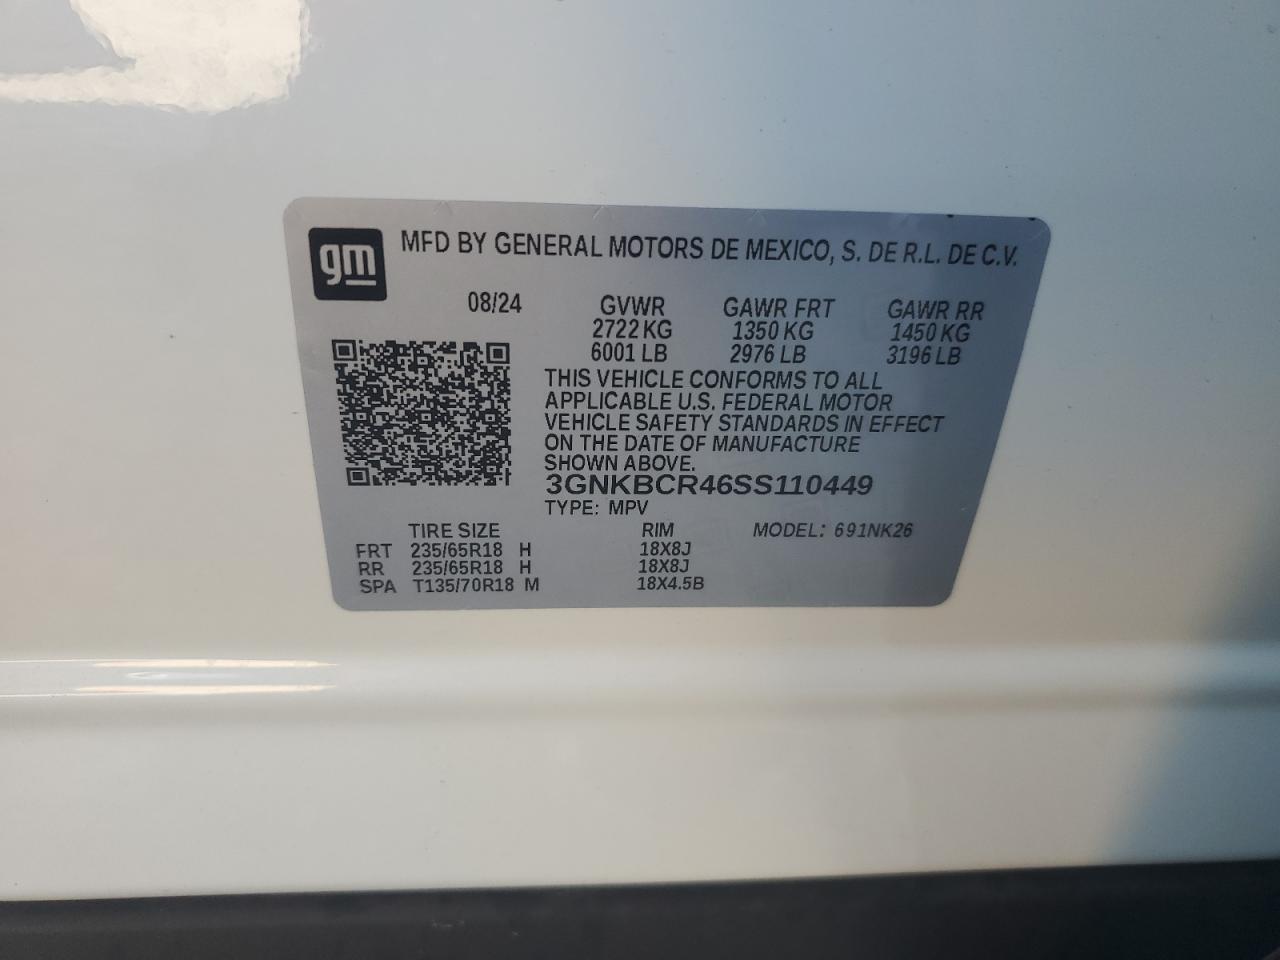 gm
MFD BY GENERAL MOTORS DE MEXICO, S. DE R.L. DE C.V.
08/24 GVWR GAWR FRT GAWR RR
2722 KG 1350 KG 1450 KG
6001 LB 2976 LB 3196 LB
THIS VEHICLE CONFORMS TO ALL
APPLICABLE U.S. FEDERAL MOTOR
VEHICLE SAFETY STANDARDS IN EFFECT
ON THE DATE OF MANUFACTURE
SHOWN ABOVE.
3GNKBCR46SS110449
TYPE: MPV
TIRE SIZE RIM MODEL: 691NK26
FRT 235/65R18 H 18X8J
RR 235/65R18 H 18X8J
SPA T135/70R18 M 18X4.5B